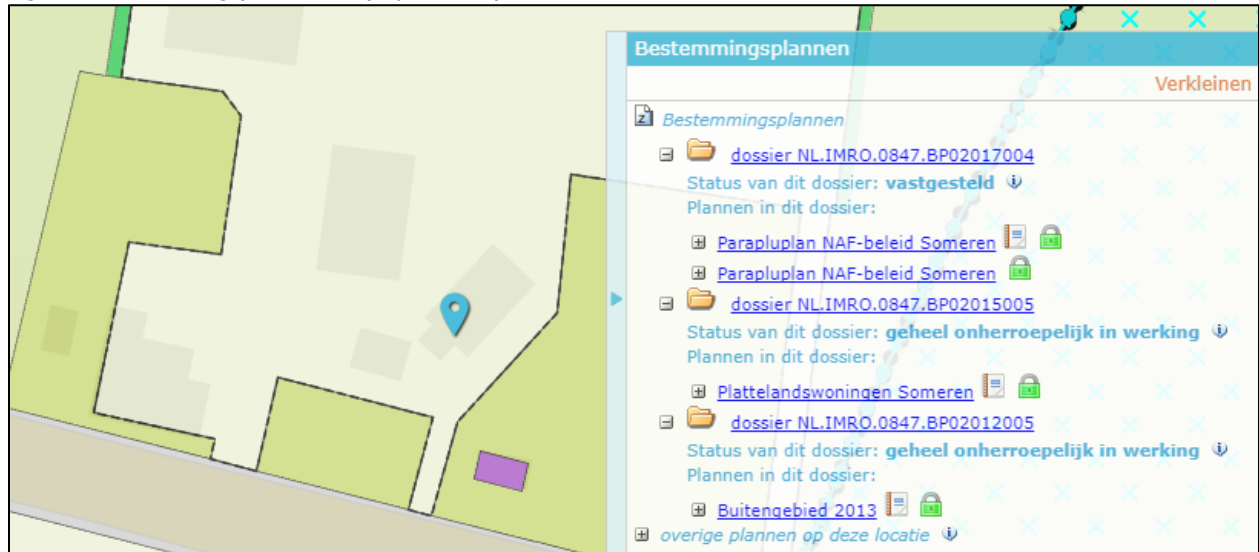 Bestemmingsplannen
Verkleinen
Bestemmingsplannen
dossier NL.IMRO.0847.BP02017004
Status van dit dossier: vastgesteld
Plannen in dit dossier:
Parapluplan NAF-beleid Someren
Parapluplan NAF-beleid Someren
dossier NL.IMRO.0847.BP02015005
Status van dit dossier: geheel onherroepelijk in werking
Plannen in dit dossier:
Plattelandswoningen Someren
dossier NL.IMRO.0847.BP02012005
Status van dit dossier: geheel onherroepelijk in werking
Plannen in dit dossier:
Buitengebied 2013
overige plannen op deze locatie